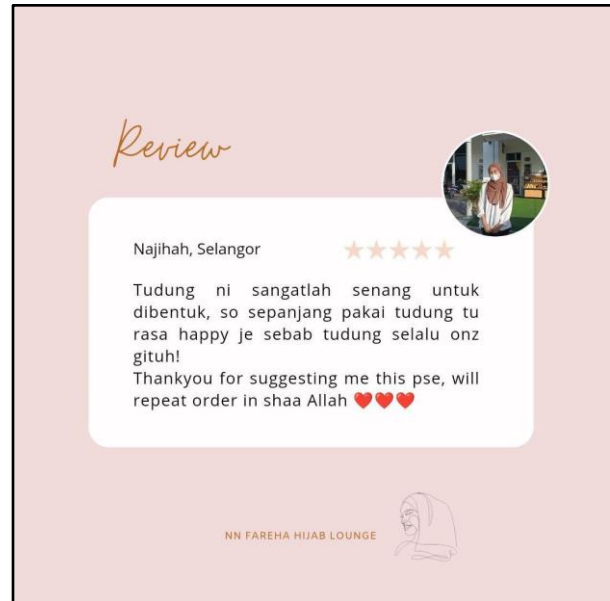 Review
Najihah, Selangor
Tudung ni sangatlah senang untuk
dibentuk, so sepanjang pakai tudung tu
rasa happy je sebab tudung selalu onz
gituh!
Thankyou for suggesting me this pse, will
repeat order in shaa Allah ❤️❤️❤️
NN FAREHA HIJAB LOUNGE